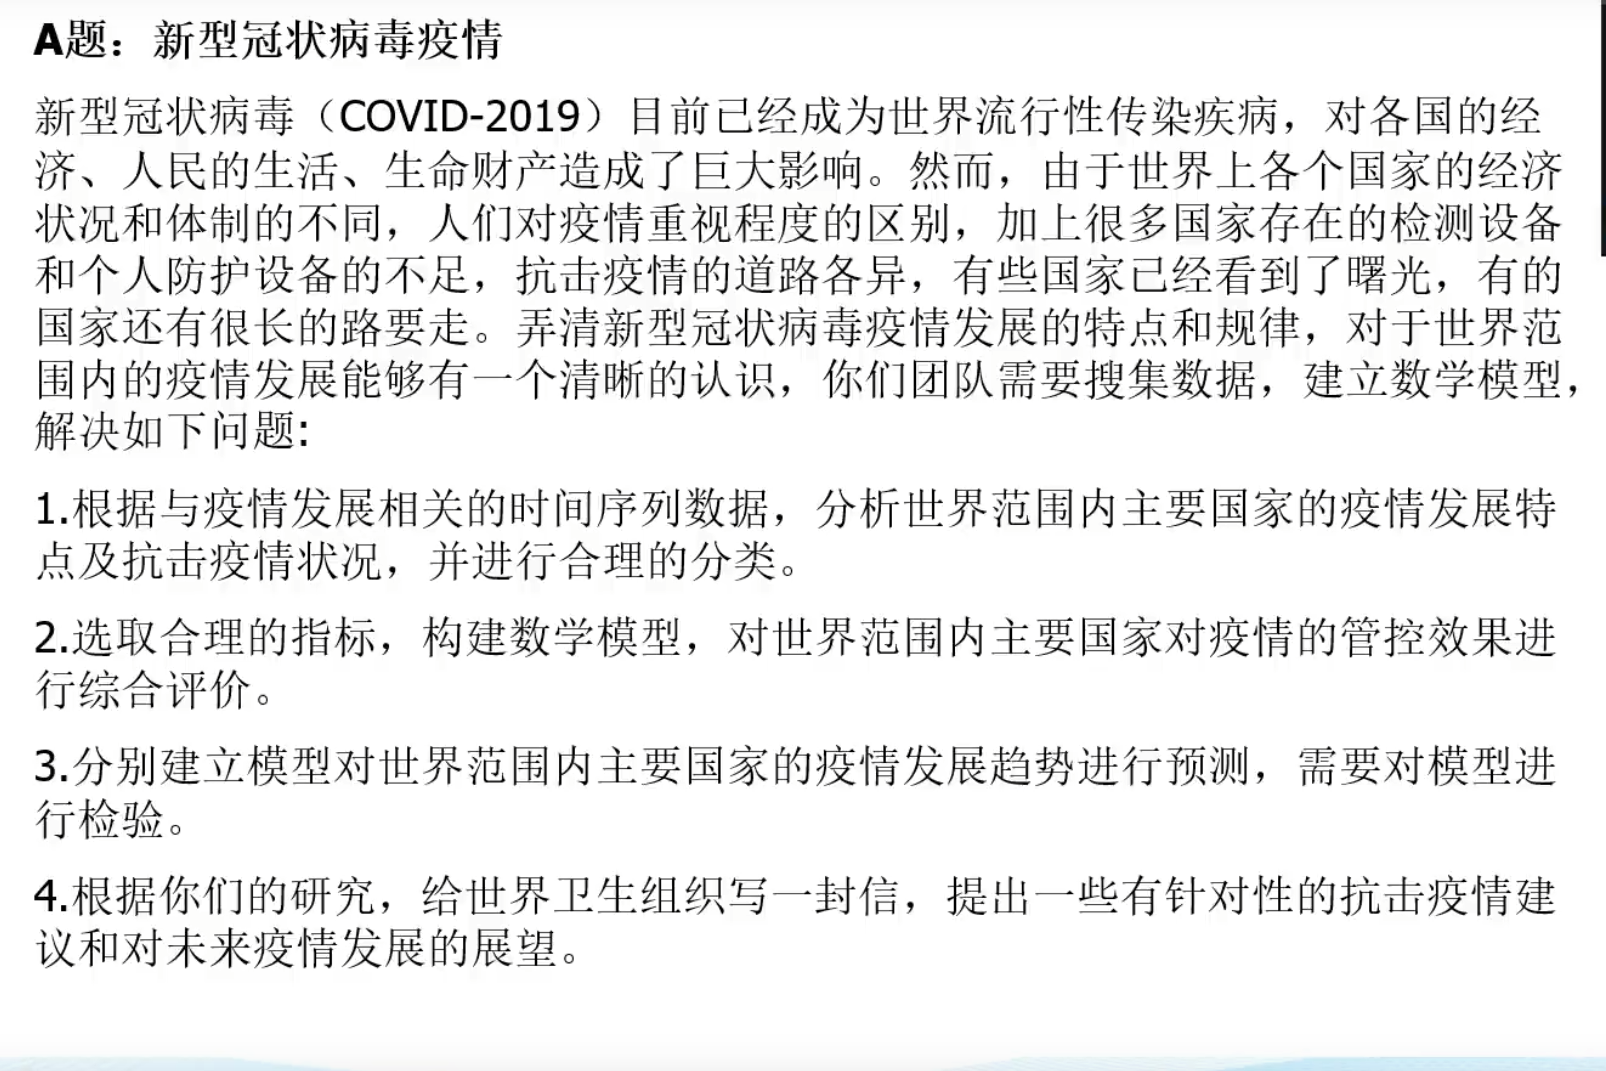 A题：新型冠状病毒疫情
新型冠状病毒（COVID-2019）目前已经成为世界流行性传染疾病，对各国的经
济、人民的生活、生命财产造成了巨大影响。然而，由于世界上各个国家的经济
状况和体制的不同，人们对疫情重视程度的区别，加上很多国家存在的检测设备
和个人防护设备的不足，抗击疫情的道路各异，有些国家已经看到了曙光，有的
国家还有很长的路要走。弄清新型冠状病毒疫情发展的特点和规律，对于世界范
围内的疫情发展能够有一个清晰的认识，你们团队需要搜集数据，建立数学模型，
解决如下问题:
1.根据与疫情发展相关的时间序列数据，分析世界范围内主要国家的疫情发展特
点及抗击疫情状况，并进行合理的分类。
2.选取合理的指标，构建数学模型，对世界范围内主要国家对疫情的管控效果进
行综合评价。
3.分别建立模型对世界范围内主要国家的疫情发展趋势进行预测，需要对模型进
行检验。
4.根据你们的研究，给世界卫生组织写一封信，提出一些有针对性的抗击疫情建
议和对未来疫情发展的展望。